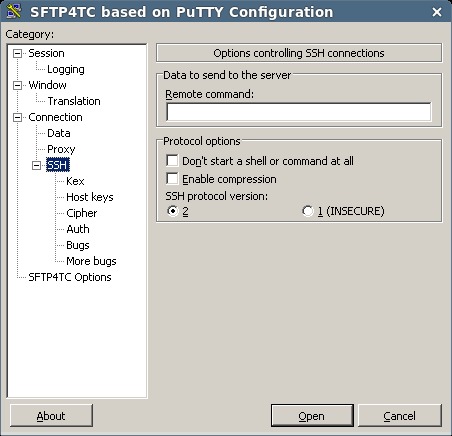 SFTP4TC based on PuTTY Configuration
Category:
Session
Logging
Window
Translation
Connection
Data
Proxy
SSH
Kex
Host keys
Cipher
Auth
Bugs
More bugs
SFTP4TC Options
Options controlling SSH connections
Data to send to the server
Remote command:
Protocol options
Don't start a shell or command at all
Enable compression
SSH protocol version:
2 1 (INSECURE)
About Open Cancel